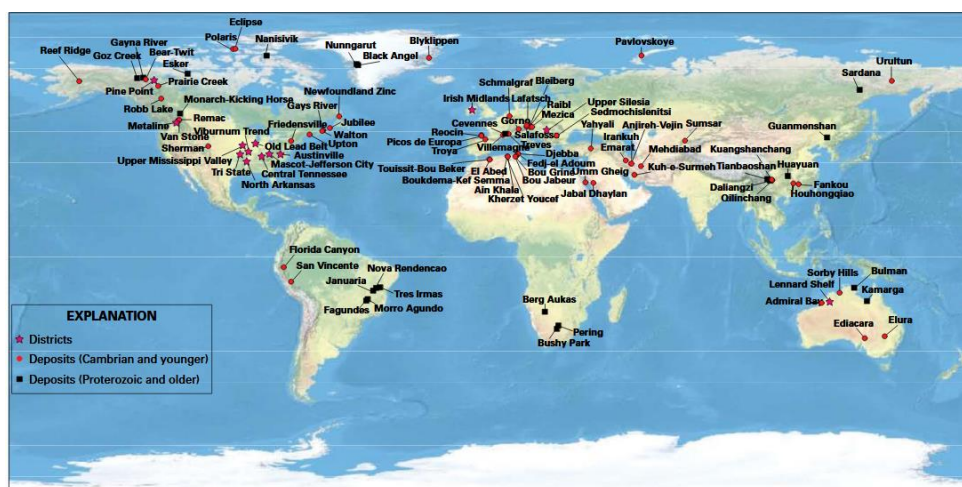 Eclipse
Polaris
Gayna River
Bear-Twit
Nanisivik
Nunngarut
Blyklippen
Pavlovskoye
Reef Ridge
Goz Creek
Esker
Black Angel
Urultun
Prairie Creek
Sardana
Pine Point
Newfoundland Zinc
Schmalgraf
Bleiberg
Monarch-Kicking Horse
Gays River
Irish Midlands
Lafatsch
Raibl
Upper Silesia
Robb Lake
Remac
Friedensville
Jubilee
Cevennes
Gorno
Mezica
Sedmochislenitsi
Metaline
Walton
Reocin
Salafosso
Yahyali
Anjireh-Vejin
Sumsar
Guanmenshan
Van Stone
Viburnum Trend
Upton
Picos de Europa
Villemagne
Treves
Irankuh
Mehdiabad
Kuangshanchang
Sherman
Old Lead Belt
Troya
Djebba
Emarat
Upper Mississippi Valley
Austinville
Touissit-Bou Beker
Fedj-el Adoum
Tianbaoshan
Huayuan
Mascot-Jefferson City
El Abed
Bou Grine
Umm Gheig
Kuh-e-Surmeh
Tri State
Central Tennessee
Boukdema-Kef Semma
Bou Jabeur
Daliangzi
Fankou
North Arkansas
Ain Khala
Jabal Dhaylan
Qilinchang
Houhongqiao
Kherzet Youcef
Florida Canyon
San Vincente
Nova Rendencao
Sorby Hills
Bulman
Januaria
Tres Irmas
Lennard Shelf
Kamarga
Fagundes
Morro Agundo
Berg Aukas
Admiral Bay
Pering
Ediacara
Elura
Bushy Park
EXPLANATION
Districts
Deposits (Cambrian and younger)
Deposits (Proterozoic and older)